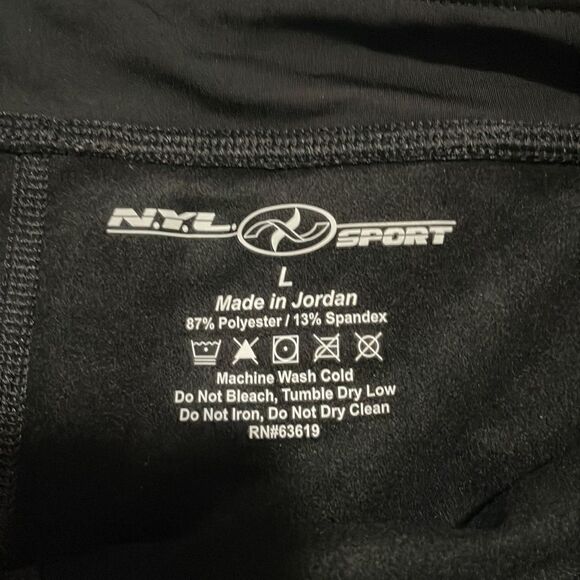 N.Y.L. SPORT
L
Made in Jordan
87% Polyester / 13% Spandex
Machine Wash Cold
Do Not Bleach, Tumble Dry Low
Do Not Iron, Do Not Dry Clean
RN#63619